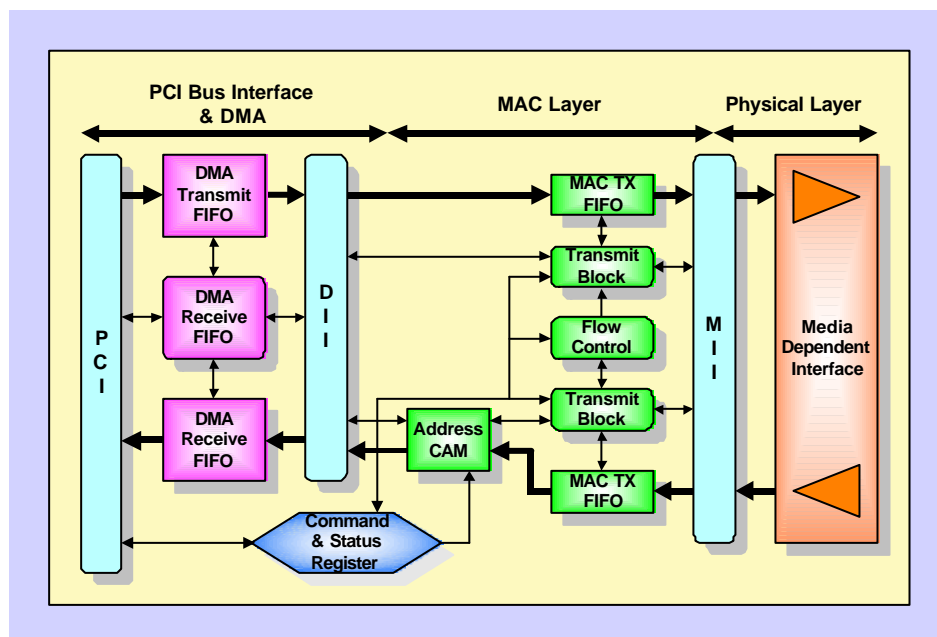 PCI Bus Interface
& DMA
MAC Layer
Physical Layer
DMA
Transmit
FIFO
MAC TX
FIFO
Transmit
Block
DMA
Receive
FIFO
D
I
I
Flow
Control
M
I
I
P
C
I
Media
Dependent
Interface
DMA
Receive
FIFO
Address
CAM
Transmit
Block
MAC TX
FIFO
Command
& Status
Register